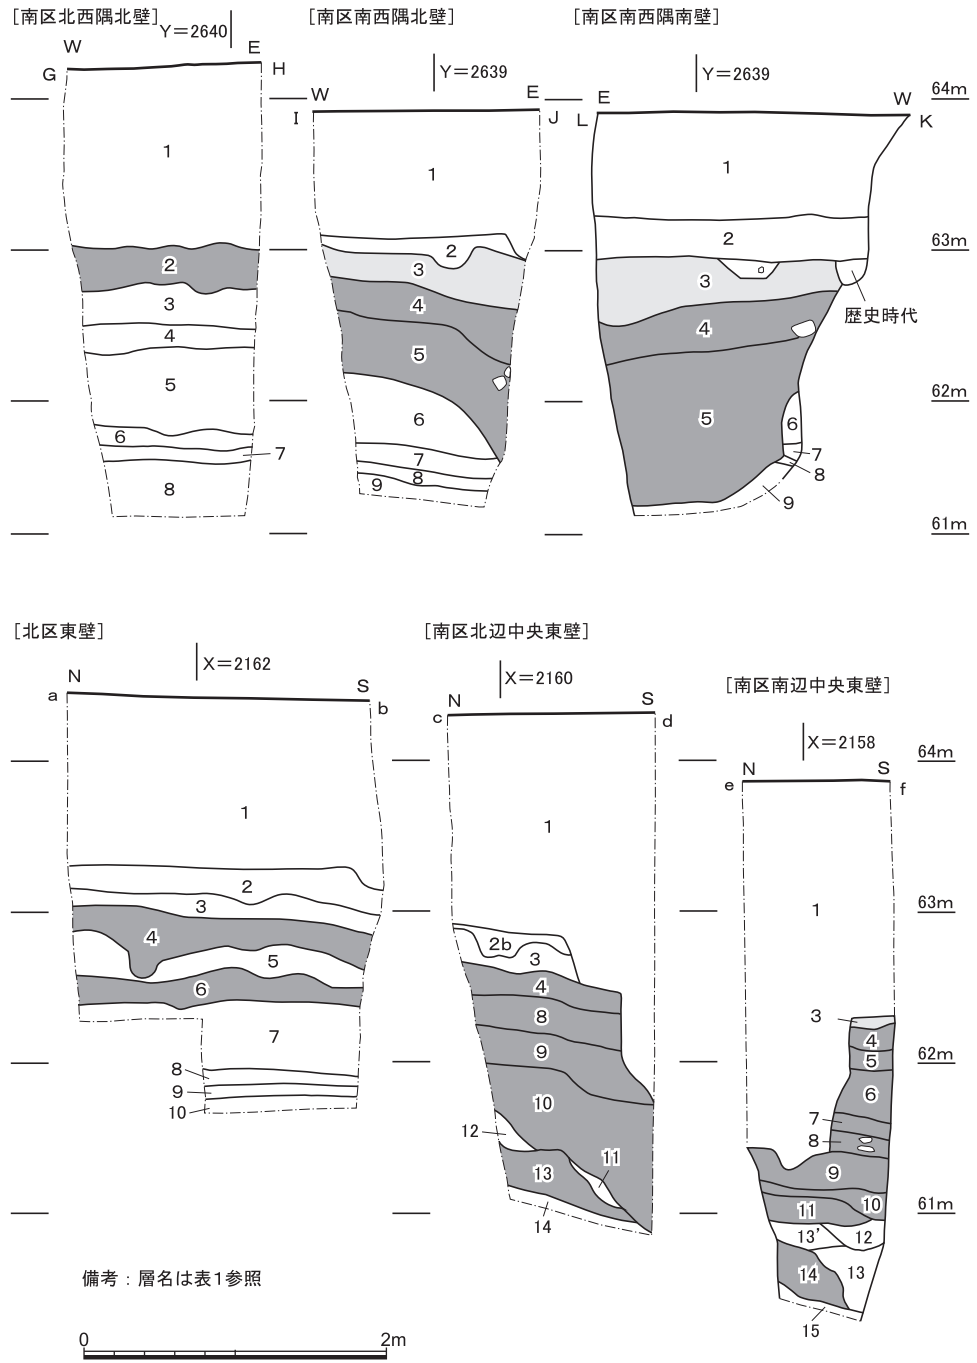 [南区北西隅北壁]
Y=2640
W
E
G
H
1
2
3
4
5
6
7
8
[南区南西隅北壁]
Y=2639
W
E
I
J
1
2
3
4
5
6
7
8
9
[南区南西隅南壁]
Y=2639
E
W
L
K
1
2
3
歴史時代
4
5
6
7
8
9
64m
63m
62m
61m
[北区東壁]
X=2162
N
S
a
b
1
2
3
4
5
6
7
8
9
10
[南区北辺中央東壁]
X=2160
N
S
c
d
1
2b
3
4
8
9
10
12
11
13
14
[南区南辺中央東壁]
X=2158
N
S
e
f
1
3
4
5
6
7
8
9
10
11
13’
12
14
13
15
64m
63m
62m
61m
備考：層名は表1参照
0
2m